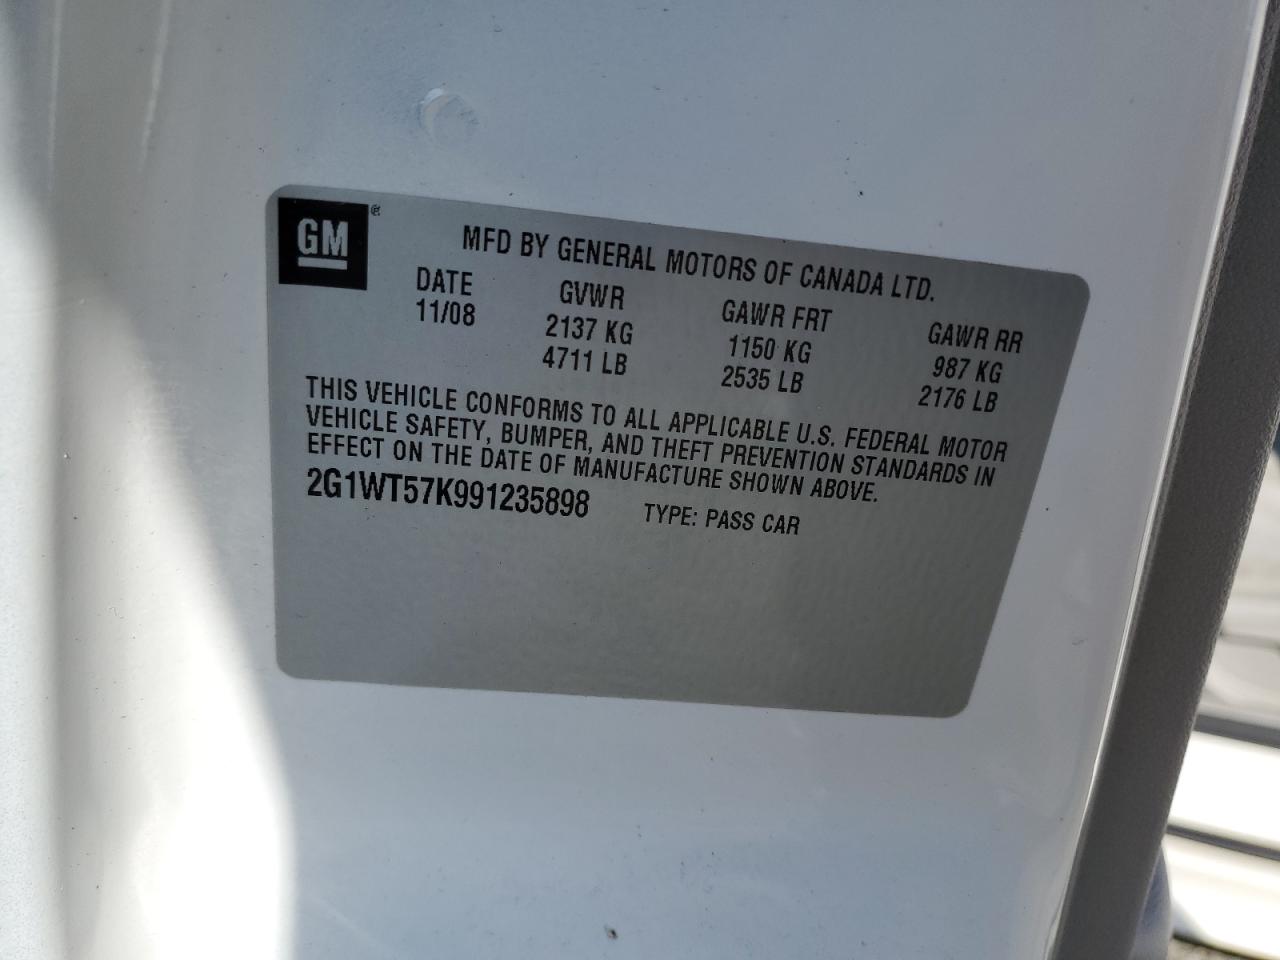 GM®
MFD BY GENERAL MOTORS OF CANADA LTD.
DATE GVWR GAWR FRT GAWR RR
11/08 2137 KG 1150 KG 987 KG
4711 LB 2535 LB 2176 LB
THIS VEHICLE CONFORMS TO ALL APPLICABLE U.S. FEDERAL MOTOR
VEHICLE SAFETY, BUMPER, AND THEFT PREVENTION STANDARDS IN
EFFECT ON THE DATE OF MANUFACTURE SHOWN ABOVE.
2G1WT57K991235898 TYPE: PASS CAR